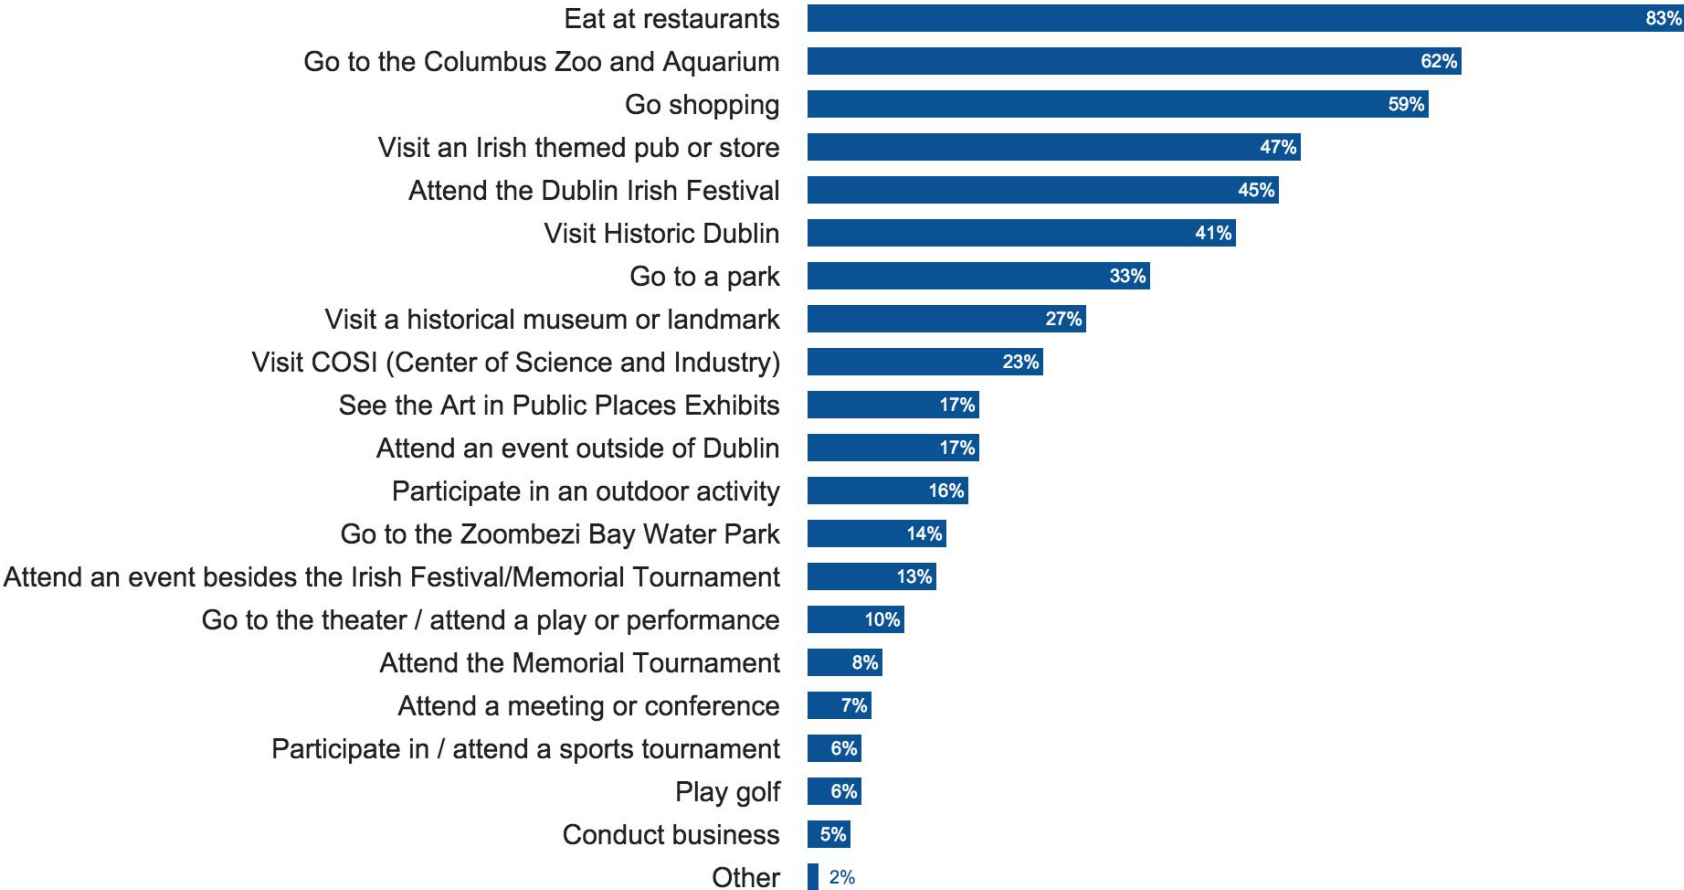 Eat at restaurants 83%
Go to the Columbus Zoo and Aquarium 62%
Go shopping 59%
Visit an Irish themed pub or store 47%
Attend the Dublin Irish Festival 45%
Visit Historic Dublin 41%
Go to a park 33%
Visit a historical museum or landmark 27%
Visit COSI (Center of Science and Industry) 23%
See the Art in Public Places Exhibits 17%
Attend an event outside of Dublin 17%
Participate in an outdoor activity 16%
Go to the Zoombezi Bay Water Park 14%
Attend an event besides the Irish Festival/Memorial Tournament 13%
Go to the theater / attend a play or performance 10%
Attend the Memorial Tournament 8%
Attend a meeting or conference 7%
Participate in / attend a sports tournament 6%
Play golf 6%
Conduct business 5%
Other 2%